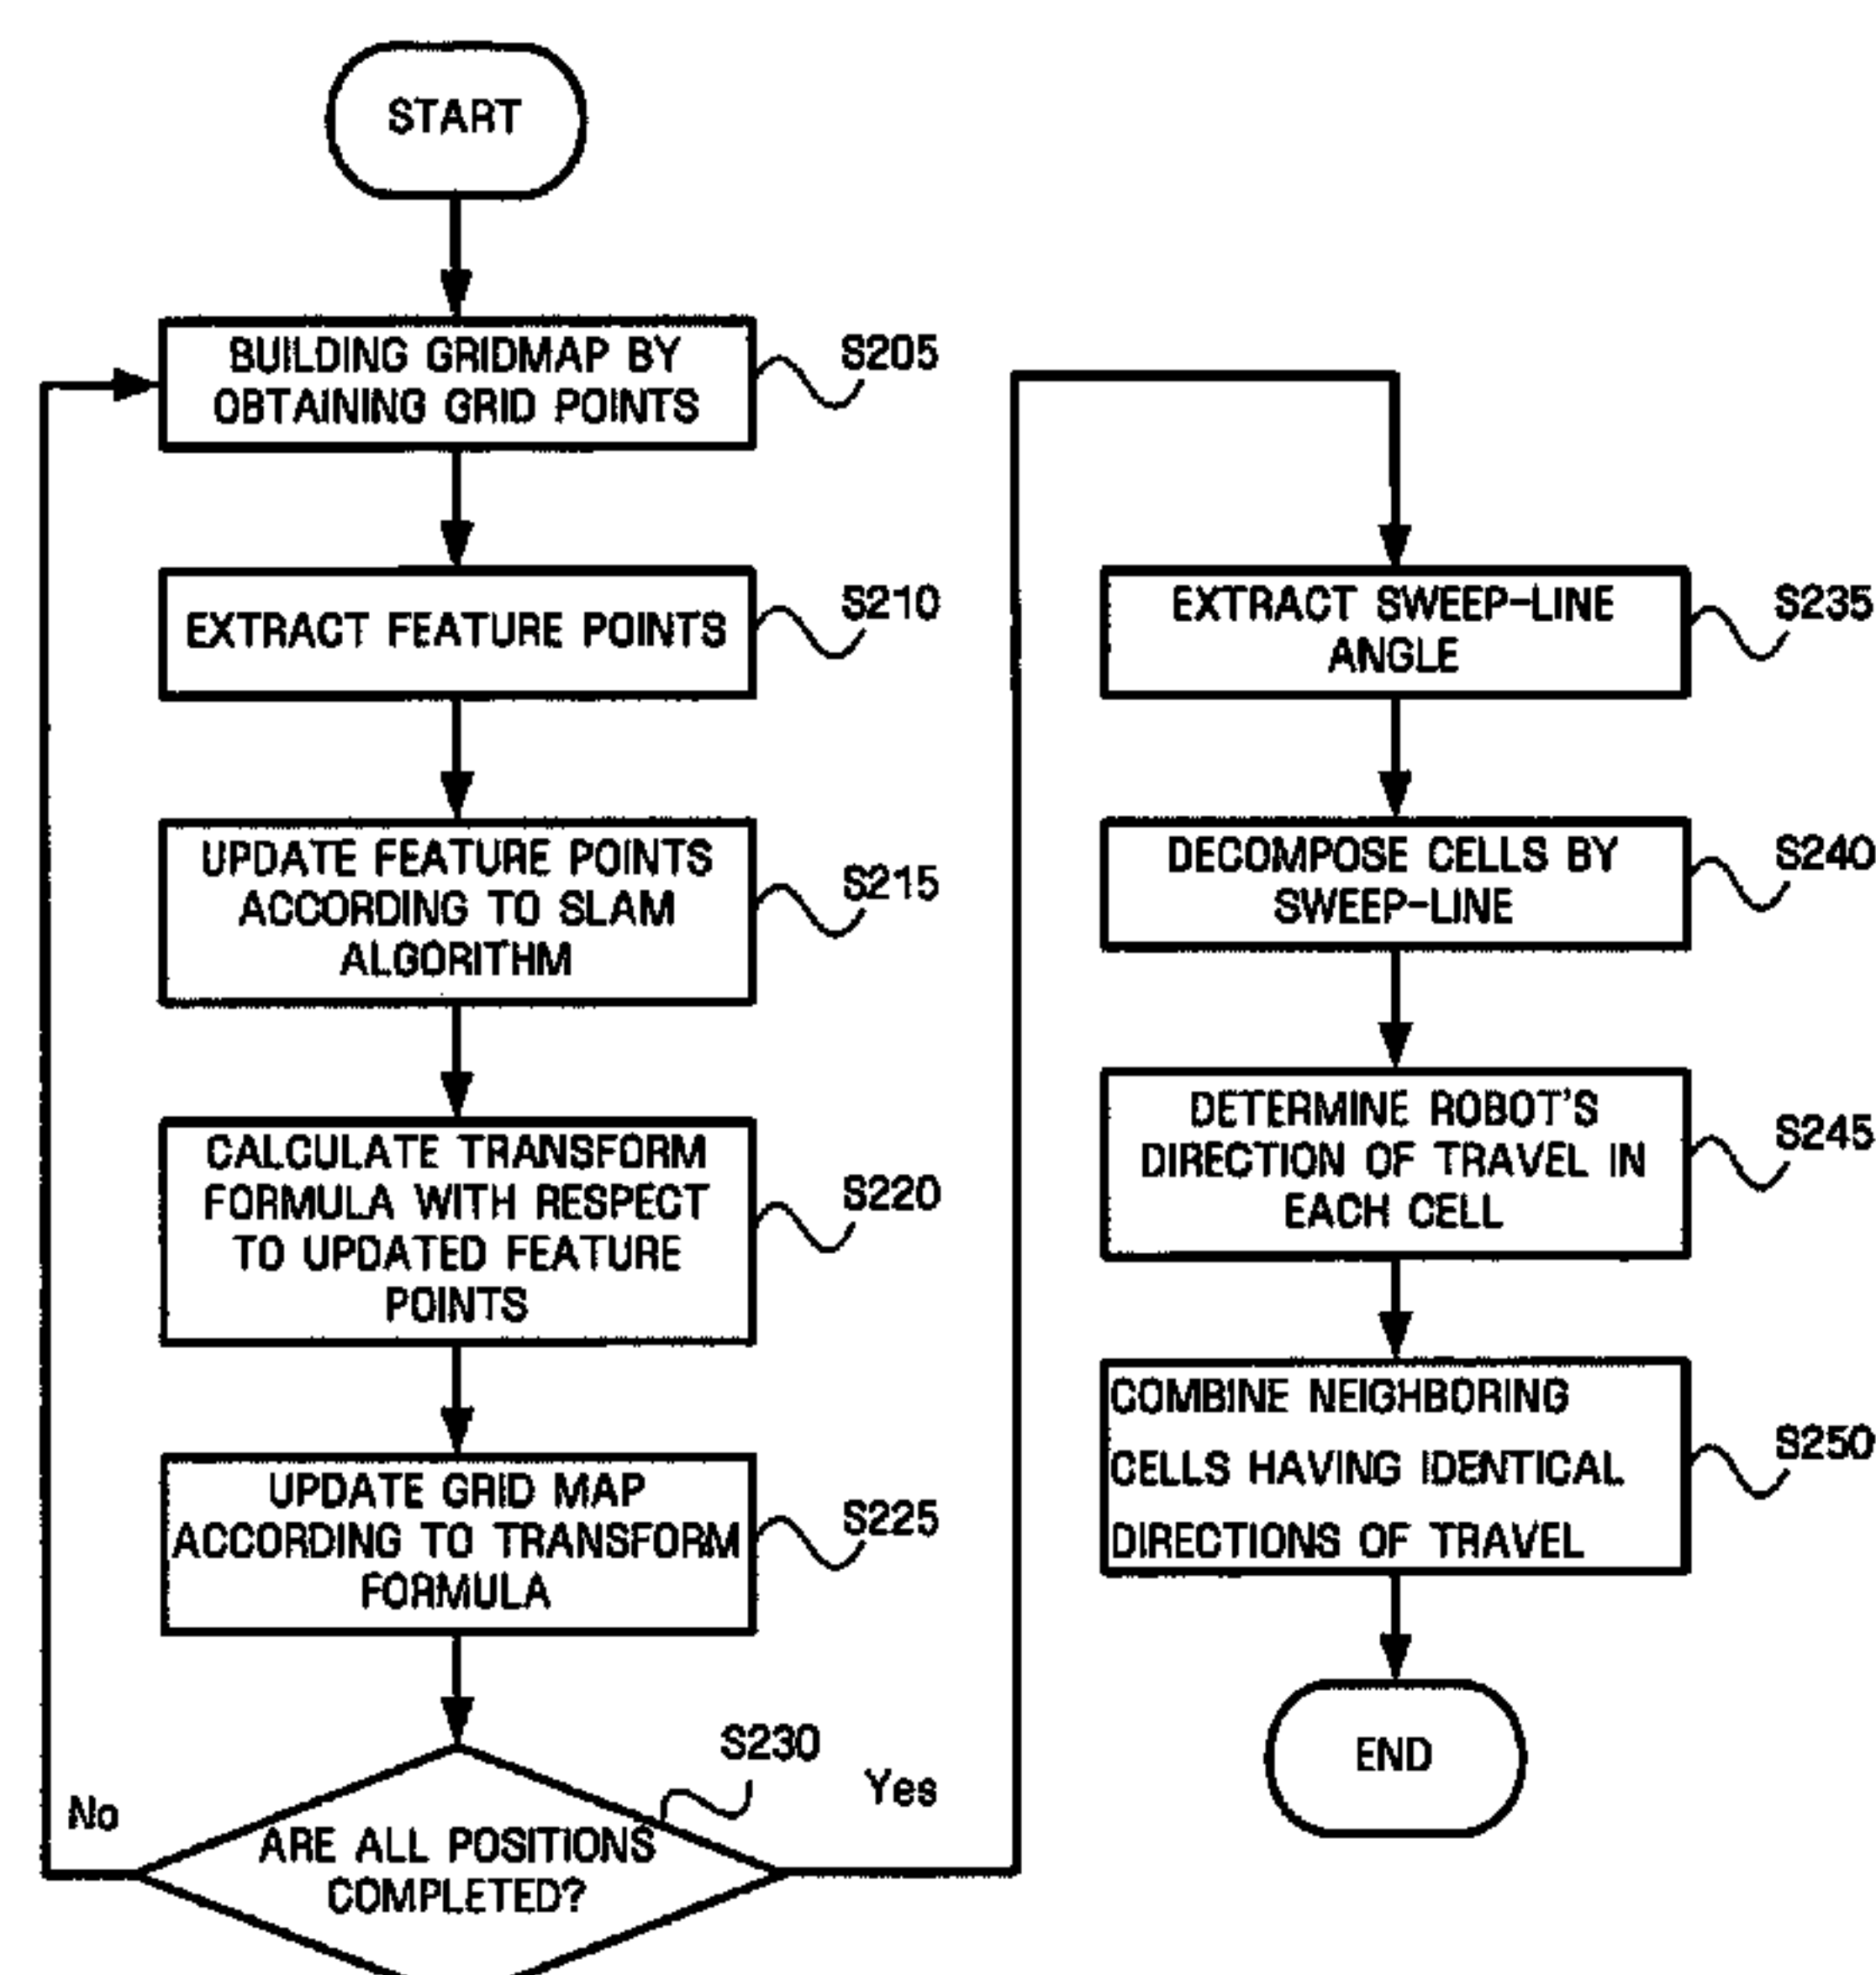 START
BUILDING GRIDMAP BY
OBTAINING GRID POINTS
S205
EXTRACT FEATURE POINTS
S210
UPDATE FEATURE POINTS
ACCORDING TO SLAM
ALGORITHM
S215
CALCULATE TRANSFORM
FORMULA WITH RESPECT
TO UPDATED FEATURE
POINTS
S220
UPDATE GRID MAP
ACCORDING TO TRANSFORM
FORMULA
S225
S230
No
Yes
ARE ALL POSITIONS
COMPLETED?
EXTRACT SWEEP-LINE
ANGLE
S235
DECOMPOSE CELLS BY
SWEEP-LINE
S240
DETERMINE ROBOT'S
DIRECTION OF TRAVEL IN
EACH CELL
S245
COMBINE NEIGHBORING
CELLS HAVING IDENTICAL
DIRECTIONS OF TRAVEL
S250
END